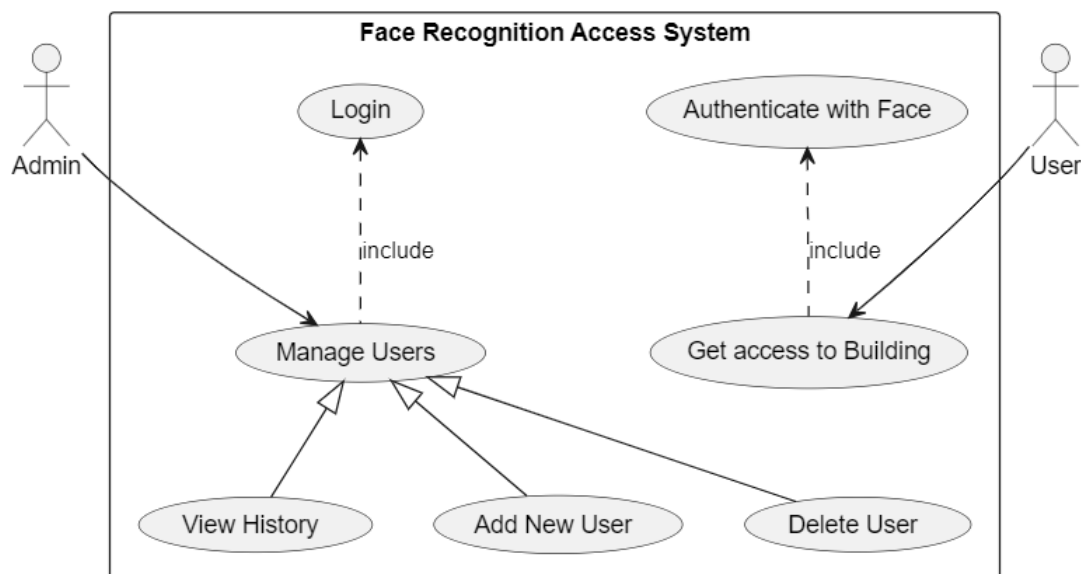 Face Recognition Access System
Login
Authenticate with Face
Admin
User
include
include
Manage Users
Get access to Building
View History
Add New User
Delete User